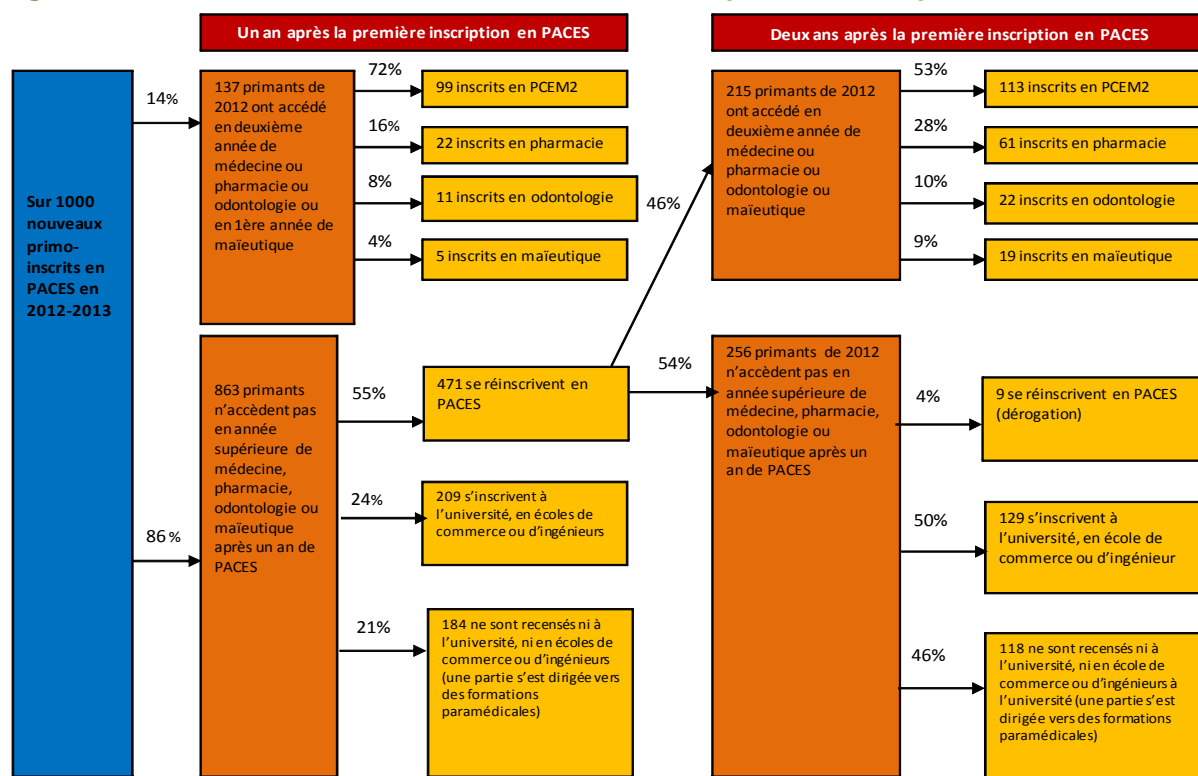 Un an après la première inscription en PACES
Deux ans après la première inscription en PACES
Sur 1000
nouveaux
primo-
inscrits en
PACES en
2012-2013
14%
86%
137 primants de
2012 ont accédé
en deuxième
année de
médecine ou
pharmacie ou
odontologie ou
en 1ère année de
maïeutique
72%
99 inscrits en PCEM2
16%
22 inscrits en pharmacie
8%
11 inscrits en odontologie
4%
5 inscrits en maïeutique
863 primants
n'accèdent pas
en année
supérieure de
médecine,
pharmacie,
odontologie ou
maïeutique
après un an de
PACES
55%
471 se réinscrivent en
PACES
24%
209 s'inscrivent à
l'université, en écoles de
commerce ou d'ingénieurs
21%
184 ne sont recensés ni à
l'université, ni en écoles de
commerce ou d'ingénieurs
(une partie s'est dirigée vers
des formations
paramédicales)
46%
54%
215 primants de 2012
ont accédé en
deuxième année de
médecine ou
pharmacie ou
odontologie ou
maïeutique
53%
113 inscrits en PCEM2
28%
61 inscrits en pharmacie
10%
22 inscrits en odontologie
9%
19 inscrits en maïeutique
256 primants de 2012
n'accèdent pas en
année supérieure de
médecine, pharmacie,
odontologie ou
maïeutique après un
an de PACES
4%
9 se réinscrivent en PACES
(dérogation)
50%
129 s'inscrivent à
l'université, en école de
commerce ou d'ingénieur
46%
118 ne sont recensés ni à
l'université, ni en école de
commerce ou d'ingénieurs à
l'université (une partie s'est
dirigée vers des formations
paramédicales)